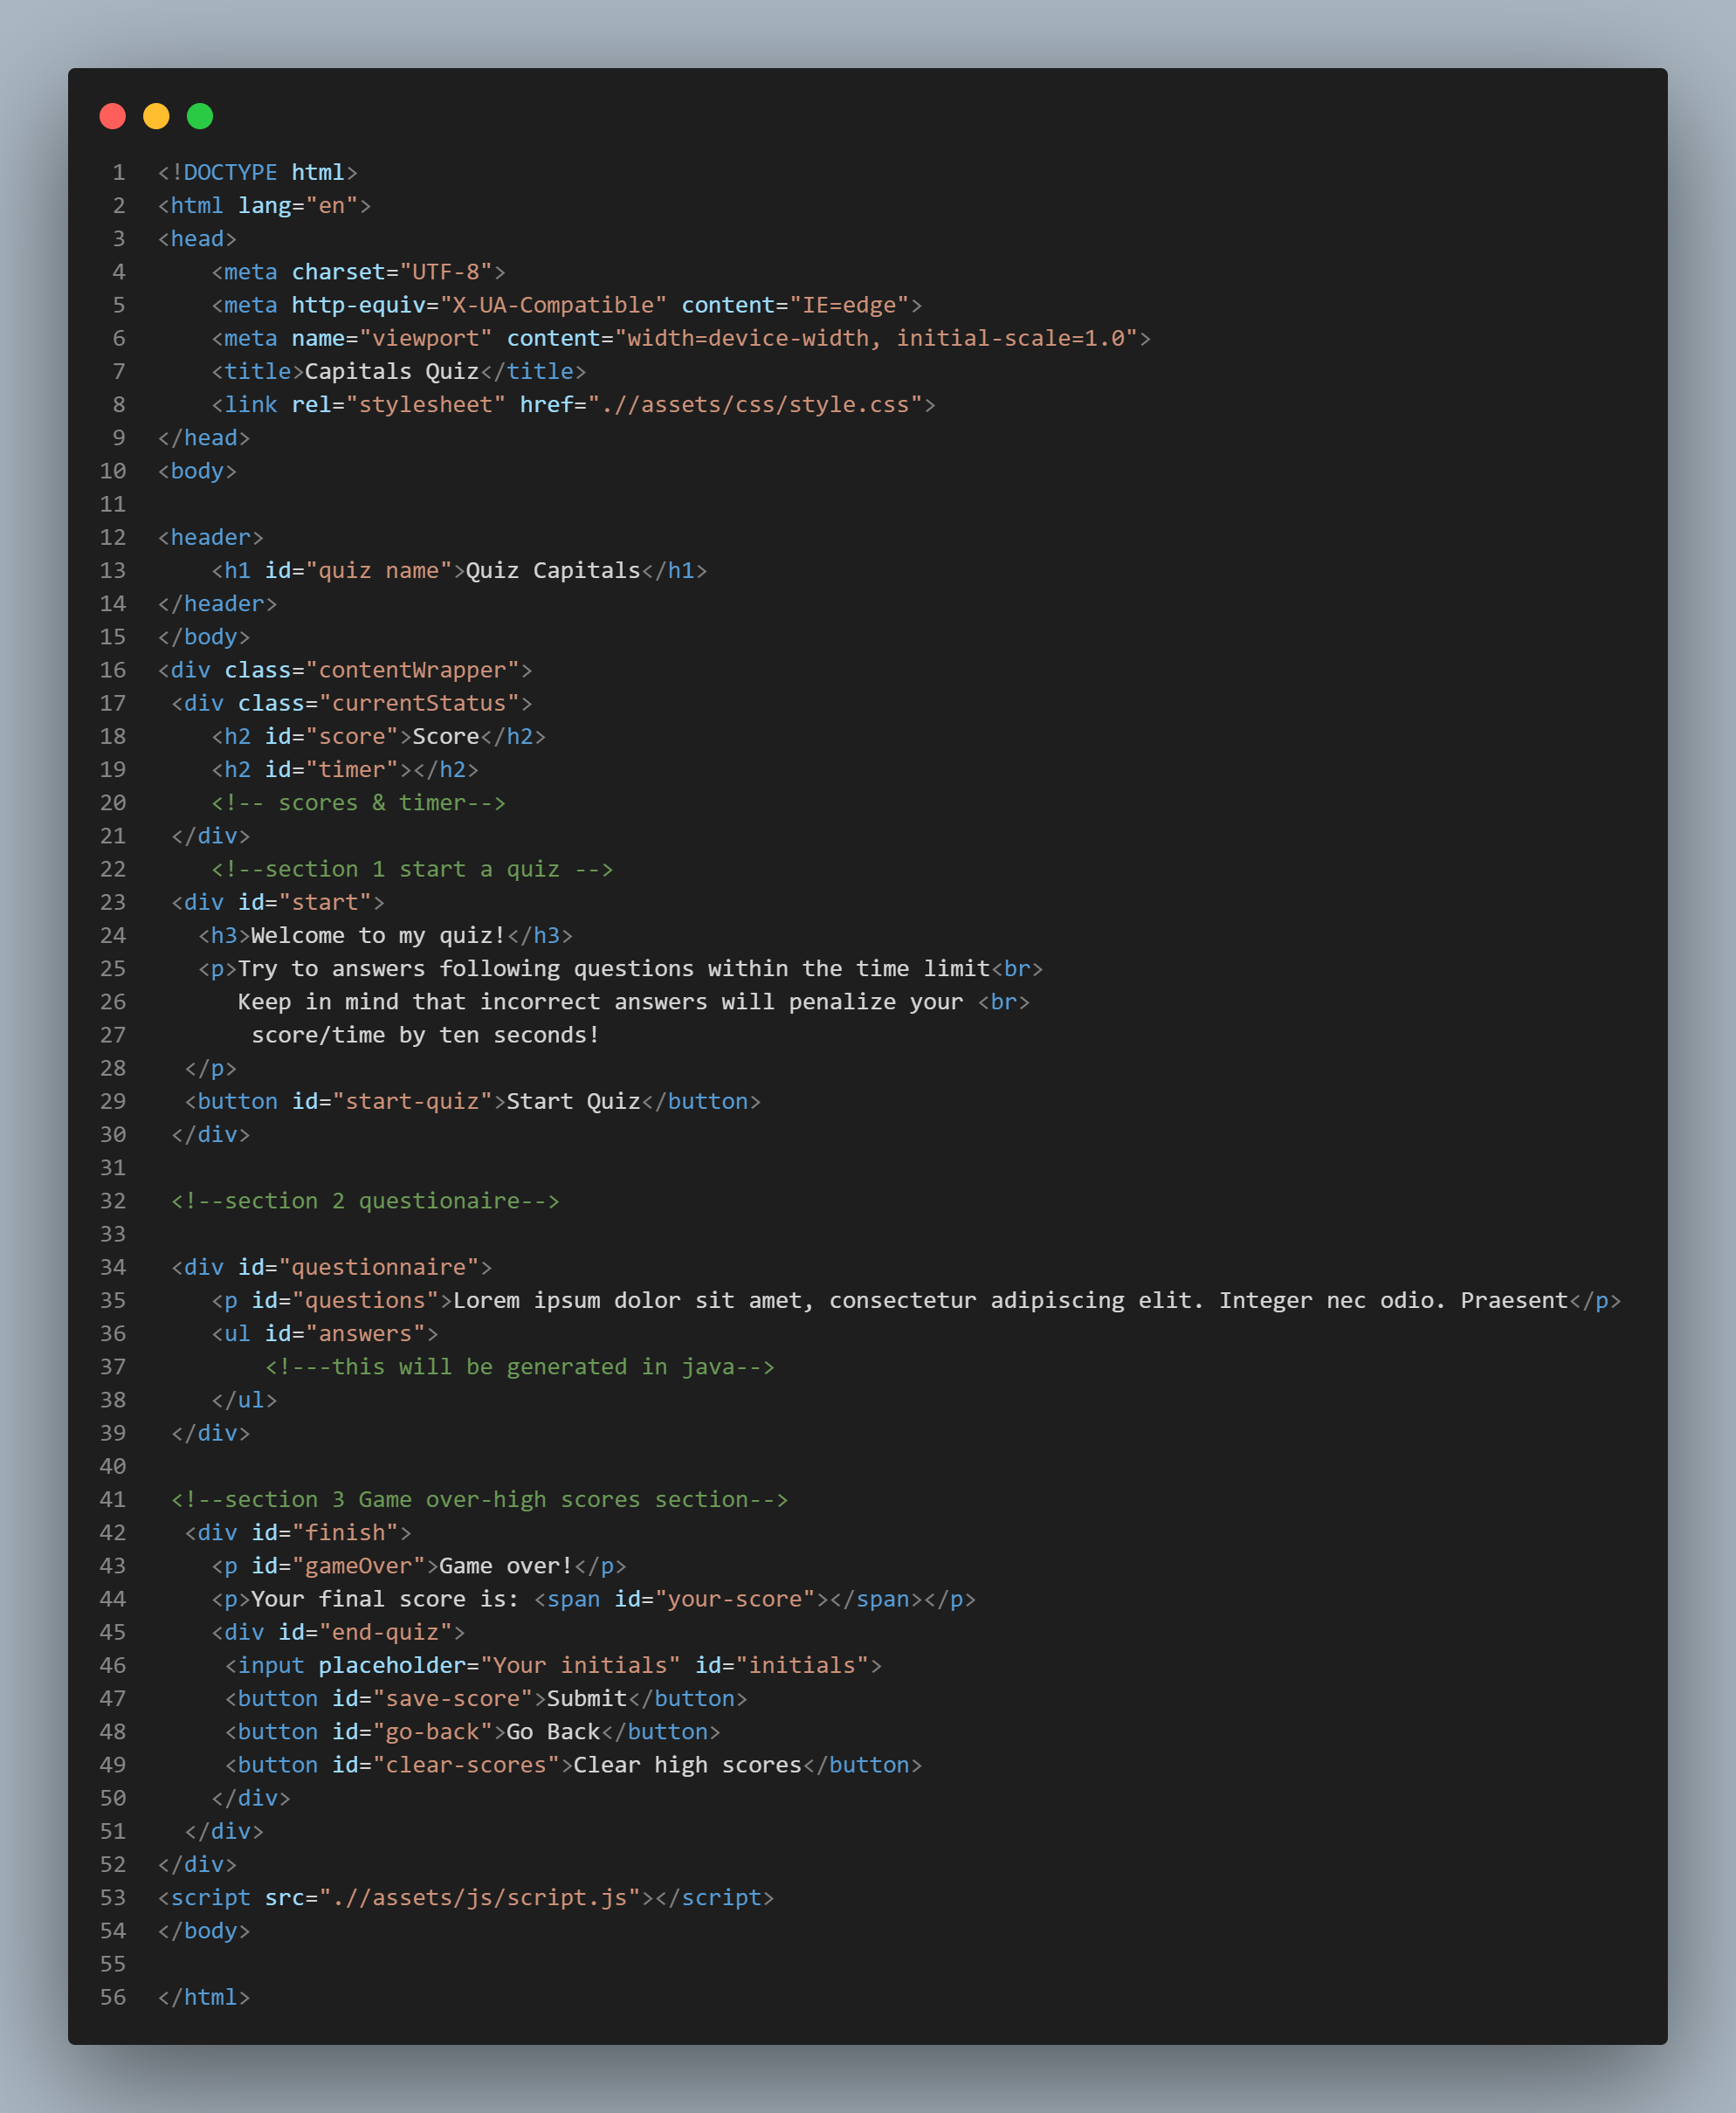 1 <!DOCTYPE html>
2 <html lang="en">
3 <head>
4     <meta charset="UTF-8">
5     <meta http-equiv="X-UA-Compatible" content="IE=edge">
6     <meta name="viewport" content="width=device-width, initial-scale=1.0">
7     <title>Capitals Quiz</title>
8     <link rel="stylesheet" href=".//assets/css/style.css">
9 </head>
10 <body>
11
12 <header>
13     <h1 id="quiz name">Quiz Capitals</h1>
14 </header>
15 </body>
16 <div class="contentWrapper">
17  <div class="currentStatus">
18     <h2 id="score">Score</h2>
19     <h2 id="timer"></h2>
20     <!-- scores & timer-->
21  </div>
22     <!--section 1 start a quiz -->
23  <div id="start">
24    <h3>Welcome to my quiz!</h3>
25    <p>Try to answers following questions within the time limit<br>
26       Keep in mind that incorrect answers will penalize your <br>
27        score/time by ten seconds!
28   </p>
29   <button id="start-quiz">Start Quiz</button>
30  </div>
31
32  <!--section 2 questionaire-->
33
34  <div id="questionnaire">
35     <p id="questions">Lorem ipsum dolor sit amet, consectetur adipiscing elit. Integer nec odio. Praesent</p>
36     <ul id="answers">
37         <!---this will be generated in java-->
38     </ul>
39  </div>
40
41  <!--section 3 Game over-high scores section-->
42   <div id="finish">
43     <p id="gameOver">Game over!</p>
44     <p>Your final score is: <span id="your-score"></span></p>
45     <div id="end-quiz">
46      <input placeholder="Your initials" id="initials">
47      <button id="save-score">Submit</button>
48      <button id="go-back">Go Back</button>
49      <button id="clear-scores">Clear high scores</button>
50     </div>
51   </div>
52 </div>
53 <script src=".//assets/js/script.js"></script>
54 </body>
55
56 </html>